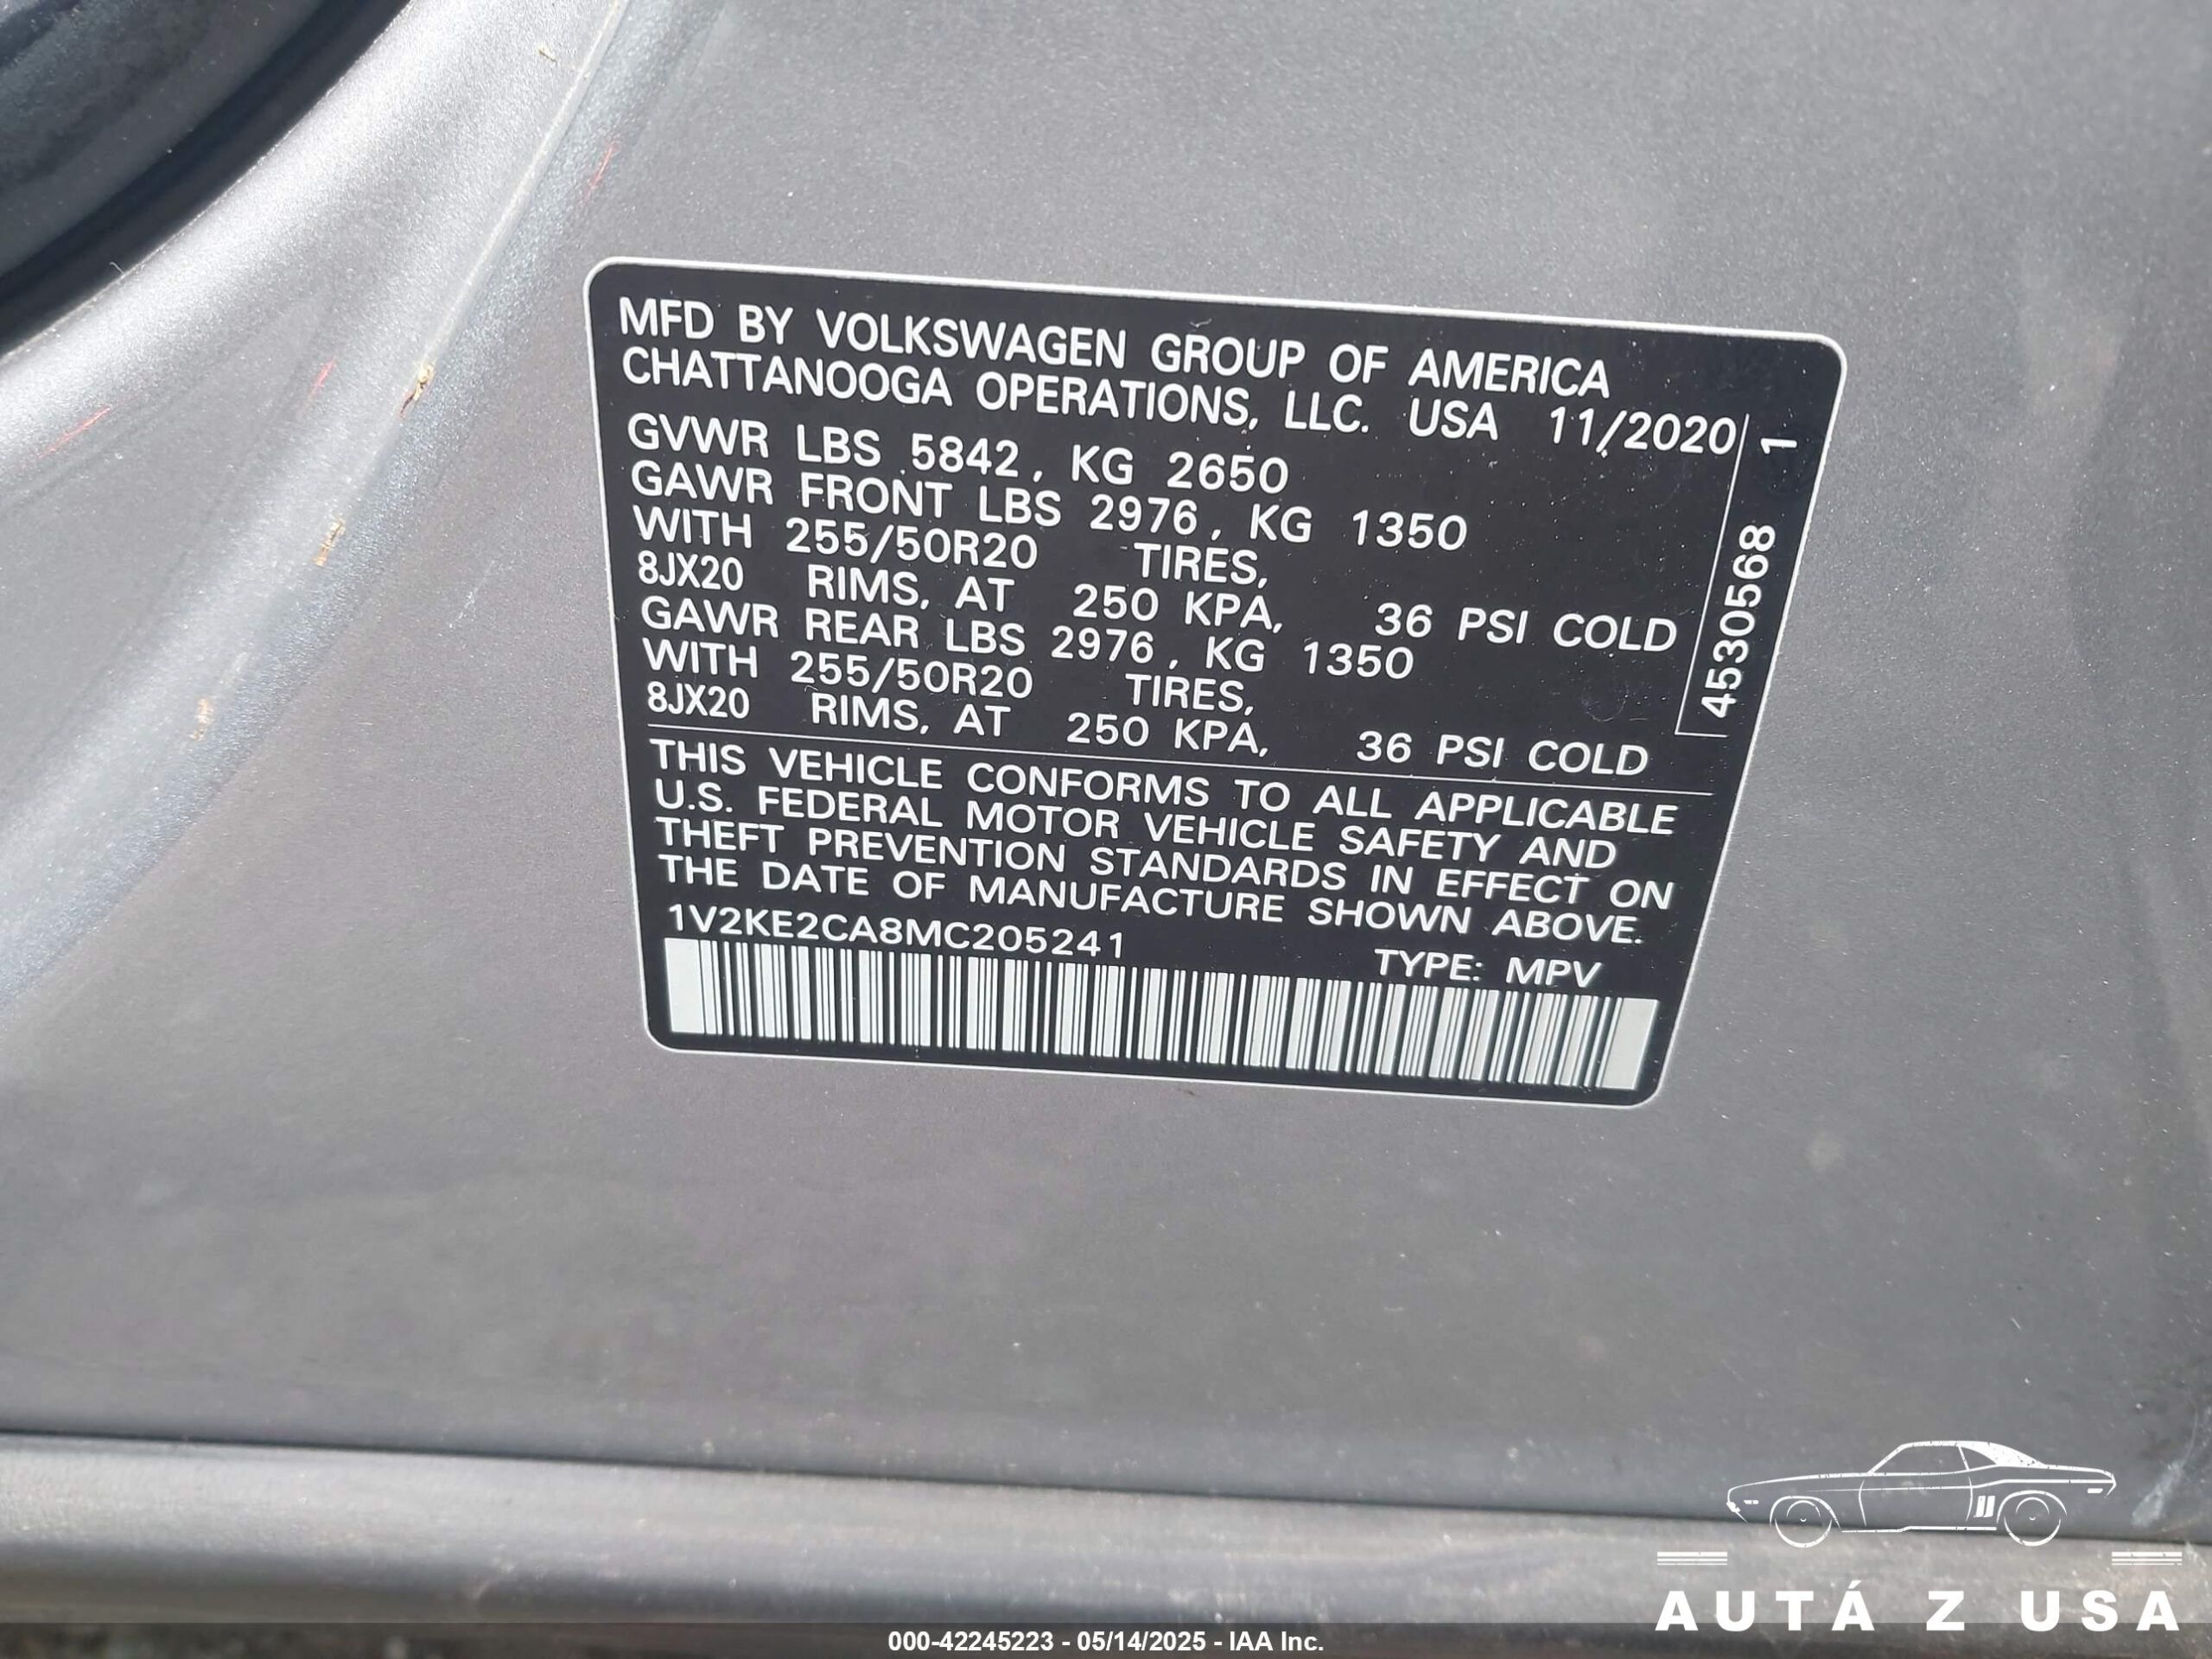 MFD BY VOLKSWAGEN GROUP OF AMERICA
CHATTANOOGA OPERATIONS, LLC. USA 11/2020
GVWR LBS 5842, KG 2650
GAWR FRONT LBS 2976, KG 1350
WITH 255/50R20 TIRES,
8JX20 RIMS, AT 250 KPA, 36 PSI COLD
GAWR REAR LBS 2976, KG 1350
WITH 255/50R20 TIRES,
8JX20 RIMS, AT 250 KPA, 36 PSI COLD
45305568 1
THIS VEHICLE CONFORMS TO ALL APPLICABLE
U.S. FEDERAL MOTOR VEHICLE SAFETY AND
THEFT PREVENTION STANDARDS IN EFFECT ON
THE DATE OF MANUFACTURE SHOWN ABOVE.
1V2KE2CA8MC205241
TYPE: MPV
AUTÁ Z USA
000-42245223 - 05/14/2025 - IAA Inc.